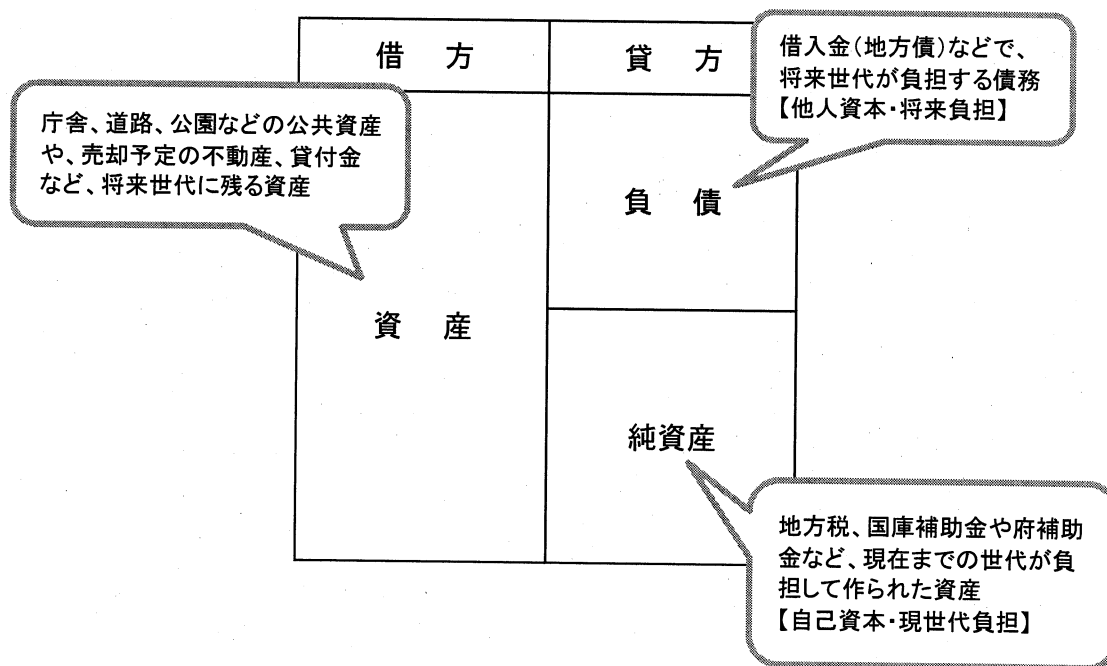 借方
貸方
借入金(地方債)などで、
将来世代が負担する債務
【他人資本・将来負担】
庁舎、道路、公園などの公共資産
や、売却予定の不動産、貸付金
など、将来世代に残る資産
負債
資産
純資産
地方税、国庫補助金や府補助
金など、現在までの世代が負
担して作られた資産
【自己資本・現世代負担】